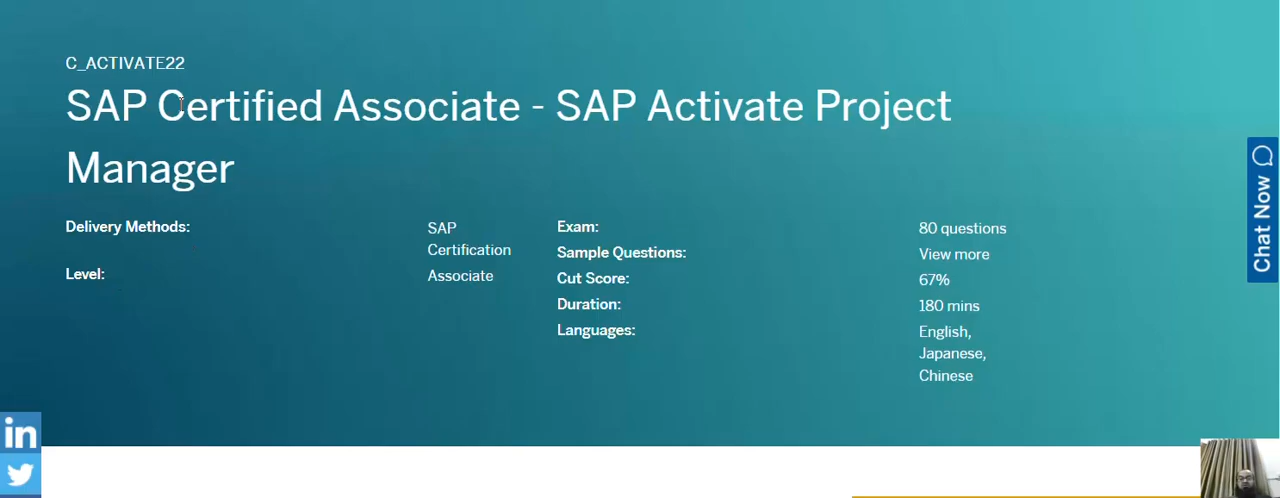 C_ACTIVATE22
SAP Certified Associate - SAP Activate Project
Manager
Delivery Methods:
SAP
Certification
Level:
Associate
Exam:
80 questions
Sample Questions:
View more
Cut Score:
67%
Duration:
180 mins
Languages:
English,
Japanese,
Chinese
Chat Now
in